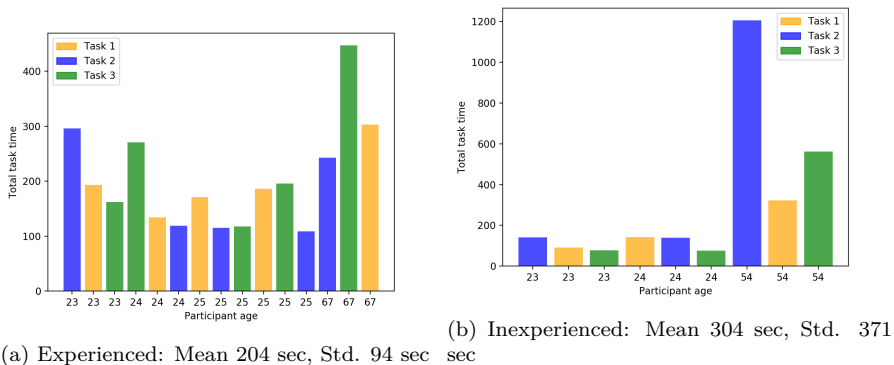 Task 1
Task 2
Task 3
400
300
200
100
0
Total task time
23 23 23 24 24 24 25 25 25 25 25 25 67 67 67
Participant age
(a) Experienced: Mean 204 sec, Std. 94 sec
1200
1000
800
600
400
200
0
Total task time
Task 1
Task 2
Task 3
23 23 23 24 24 24 54 54 54
Participant age
(b) Inexperienced: Mean 304 sec, Std. 371
sec